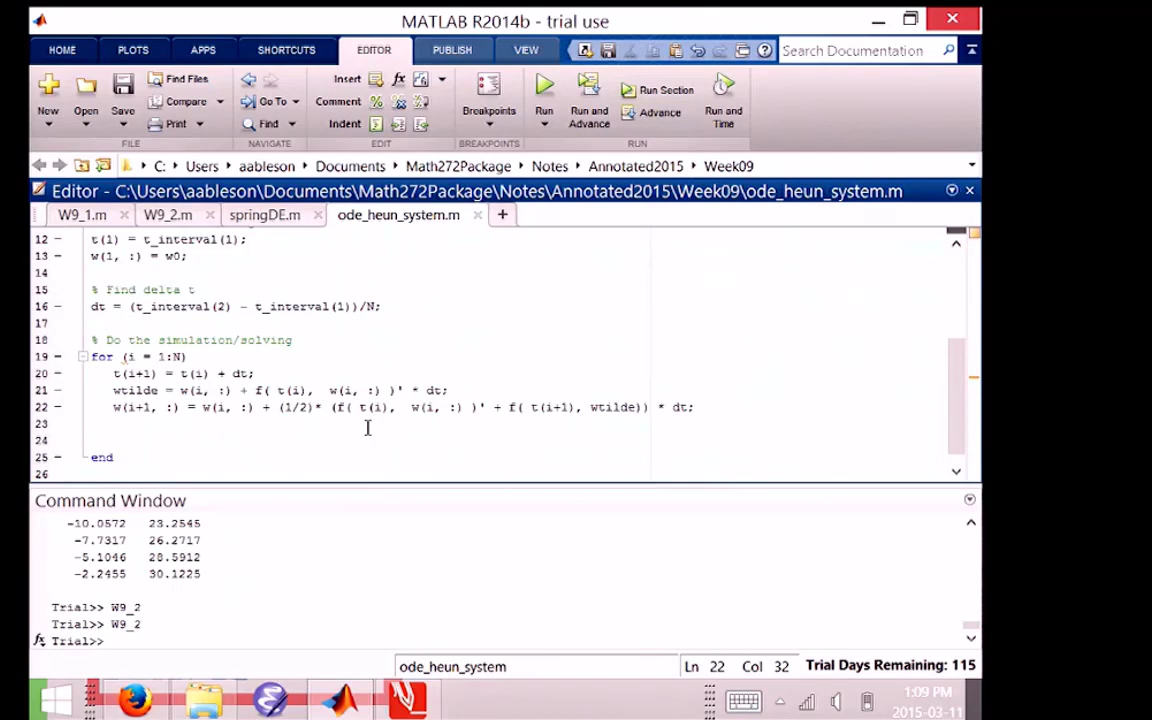 MATLAB R2014b - trial use
HOME PLOTS APPS SHORTCUTS EDITOR PUBLISH VIEW Search Documentation
New Open Save Find Files Compare Print
Insert Comment Indent
Go To Find
Breakpoints Run Run and Advance Run Section Advance Run and Time
FILE NAVIGATE EDIT BREAKPOINTS RUN
C: Users aableson Documents Math272Package Notes Annotated2015 Week09
Editor - C:\Users\aableson\Documents\Math272Package\Notes\Annotated2015\Week09\ode_heun_system.m
W9_1.m W9_2.m springDE.m ode_heun_system.m
12 - t(1) = t_interval(1);
13 - w(1, :) = w0;
14
15 % Find delta t
16 - dt = (t_interval(2) - t_interval(1))/N;
17
18 % Do the simulation/solving
19 - for (i = 1:N)
20 - t(i+1) = t(i) + dt;
21 - wtilde = w(i, :) + f( t(i), w(i, :) )' * dt;
22 - w(i+1, :) = w(i, :) + (1/2)* (f( t(i), w(i, :) )' + f( t(i+1), wtilde)) * dt;
23
24
25 - end
26
Command Window
-10.0572 23.2545
-7.7317 26.2717
-5.1046 28.5912
-2.2455 30.1225
Trial>> W9_2
Trial>> W9_2
fx Trial>>
ode_heun_system Ln 22 Col 32 Trial Days Remaining: 115
1:09 PM
2015-03-11